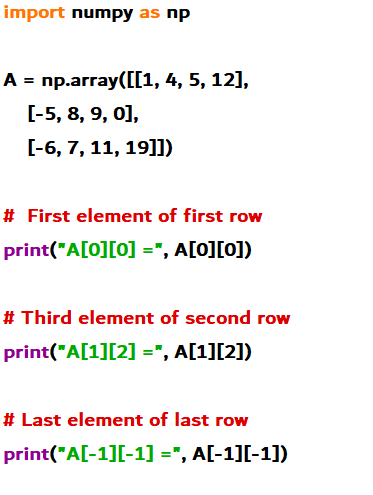 import numpy as np
A = np.array([[1, 4, 5, 12],
[-5, 8, 9, 0],
[-6, 7, 11, 19]])
#  First element of first row
print("A[0][0] =", A[0][0])
# Third element of second row
print("A[1][2] =", A[1][2])
# Last element of last row
print("A[-1][-1] =", A[-1][-1])